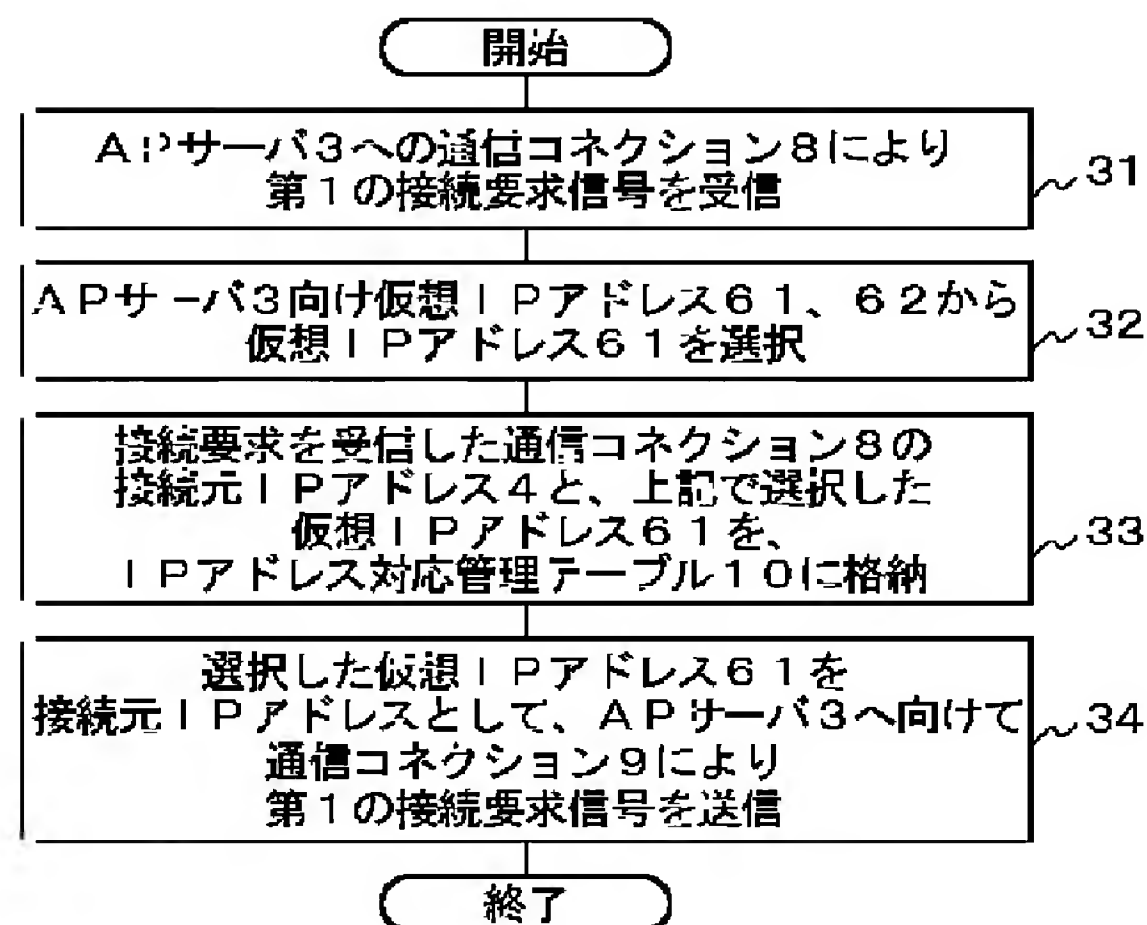 開始
APサーバ3への通信コネクション8により
第1の接続要求信号を受信
31
APサーバ3向け仮想IPアドレス61、62から
仮想IPアドレス61を選択
32
接続要求を受信した通信コネクション8の
接続元IPアドレス4と、上記で選択した
仮想IPアドレス61を、
IPアドレス対応管理テーブル10に格納
33
選択した仮想IPアドレス61を
接続元IPアドレスとして、APサーバ3へ向けて
通信コネクション9により
第1の接続要求信号を送信
34
終了